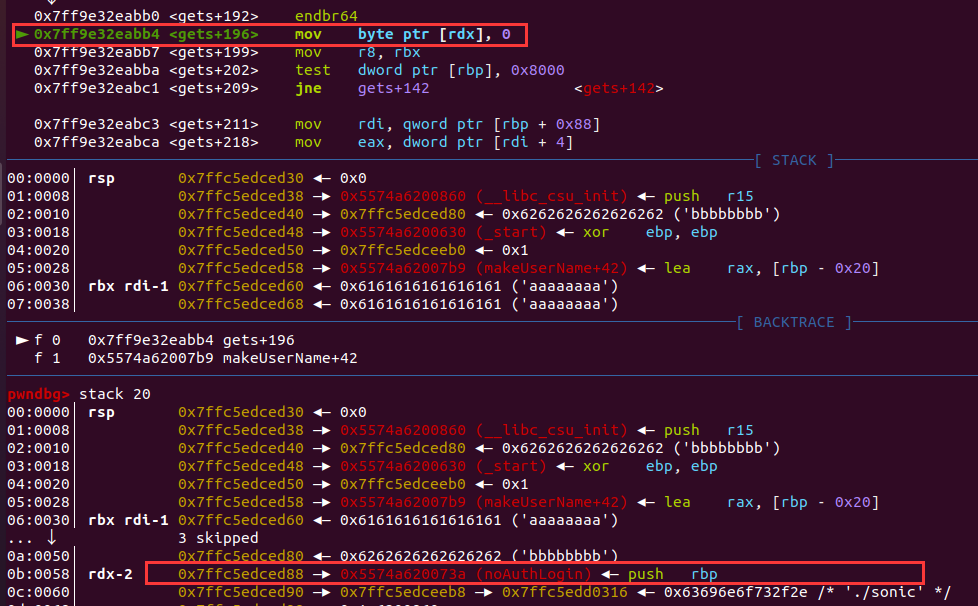 0x7ff9e32eabb0 <gets+192> endbr64
► 0x7ff9e32eabb4 <gets+196> mov byte ptr [rdx], 0
0x7ff9e32eabb7 <gets+199> mov r8, rbx
0x7ff9e32eabba <gets+202> test dword ptr [rbp], 0x8000
0x7ff9e32eabc1 <gets+209> jne gets+142 <gets+142>
0x7ff9e32eabc3 <gets+211> mov rdi, qword ptr [rbp + 0x88]
0x7ff9e32eabca <gets+218> mov eax, dword ptr [rdi + 4]
[ STACK ]
00:0000│ rsp 0x7ffc5edced30 ◄— 0x0
01:0008│ 0x7ffc5edced38 —► 0x5574a6200860 (__libc_csu_init) ◄— push r15
02:0010│ 0x7ffc5edced40 —► 0x7ffc5edced80 ◄— 0x6262626262626262 ('bbbbbbbb')
03:0018│ 0x7ffc5edced48 —► 0x5574a6200630 (_start) ◄— xor ebp, ebp
04:0020│ 0x7ffc5edced50 —► 0x7ffc5edceeb0 ◄— 0x1
05:0028│ 0x7ffc5edced58 —► 0x5574a62007b9 (makeUserName+42) ◄— lea rax, [rbp - 0x20]
06:0030│ rbx rdi-1 0x7ffc5edced60 ◄— 0x6161616161616161 ('aaaaaaaa')
07:0038│ 0x7ffc5edced68 ◄— 0x6161616161616161 ('aaaaaaaa')
[ BACKTRACE ]
► f 0 0x7ff9e32eabb4 gets+196
f 1 0x5574a62007b9 makeUserName+42
pwndbg> stack 20
00:0000│ rsp 0x7ffc5edced30 ◄— 0x0
01:0008│ 0x7ffc5edced38 —► 0x5574a6200860 (__libc_csu_init) ◄— push r15
02:0010│ 0x7ffc5edced40 —► 0x7ffc5edced80 ◄— 0x6262626262626262 ('bbbbbbbb')
03:0018│ 0x7ffc5edced48 —► 0x5574a6200630 (_start) ◄— xor ebp, ebp
04:0020│ 0x7ffc5edced50 —► 0x7ffc5edceeb0 ◄— 0x1
05:0028│ 0x7ffc5edced58 —► 0x5574a62007b9 (makeUserName+42) ◄— lea rax, [rbp - 0x20]
06:0030│ rbx rdi-1 0x7ffc5edced60 ◄— 0x6161616161616161 ('aaaaaaaa')
... ↓ 3 skipped
0a:0050│ 0x7ffc5edced80 ◄— 0x6262626262626262 ('bbbbbbbb')
0b:0058│ rdx-2 0x7ffc5edced88 —► 0x5574a620073a (noAuthLogin) ◄— push rbp
0c:0060│ 0x7ffc5edced90 —► 0x7ffc5edceeb8 —► 0x7ffc5edd0316 ◄— 0x63696e6f732f2e /* './sonic' */